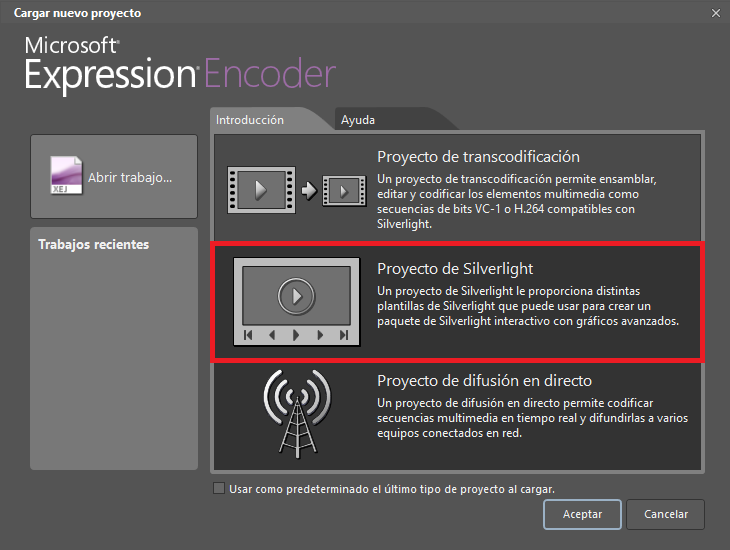 Cargar nuevo proyecto
Microsoft®
Expression® Encoder
Introducción
Ayuda
XEJ
Abrir trabajo...
Trabajos recientes
Proyecto de transcodificación
Un proyecto de transcodificación permite ensamblar,
editar y codificar los elementos multimedia como
secuencias de bits VC-1 o H.264 compatibles con
Silverlight.
Proyecto de Silverlight
Un proyecto de Silverlight le proporciona distintas
plantillas de Silverlight que puede usar para crear un
paquete de Silverlight interactivo con gráficos avanzados.
Proyecto de difusión en directo
Un proyecto de difusión en directo permite codificar
secuencias multimedia en tiempo real y difundirlas a varios
equipos conectados en red.
Usar como predeterminado el último tipo de proyecto al cargar.
Aceptar
Cancelar